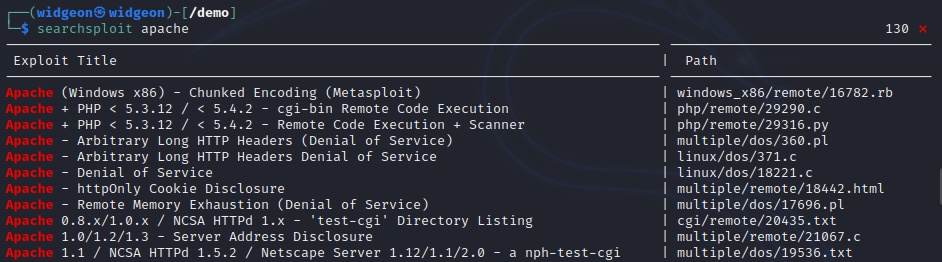 ┌──(widgeon㉿widgeon)-[/demo]
└─$ searchsploit apache 130 ⨯
Exploit Title | Path
Apache (Windows x86) - Chunked Encoding (Metasploit) | windows_x86/remote/16782.rb
Apache + PHP < 5.3.12 / < 5.4.2 - cgi-bin Remote Code Execution | php/remote/29290.c
Apache + PHP < 5.3.12 / < 5.4.2 - Remote Code Execution + Scanner | php/remote/29316.py
Apache - Arbitrary Long HTTP Headers (Denial of Service) | multiple/dos/360.pl
Apache - Arbitrary Long HTTP Headers Denial of Service | linux/dos/371.c
Apache - Denial of Service | linux/dos/18221.c
Apache - httpOnly Cookie Disclosure | multiple/remote/18442.html
Apache - Remote Memory Exhaustion (Denial of Service) | multiple/dos/17696.pl
Apache 0.8.x/1.0.x / NCSA HTTPd 1.x - 'test-cgi' Directory Listing | cgi/remote/20435.txt
Apache 1.0/1.2/1.3 - Server Address Disclosure | multiple/remote/21067.c
Apache 1.1 / NCSA HTTPd 1.5.2 / Netscape Server 1.12/1.1/2.0 - a nph-test-cgi | multiple/dos/19536.txt